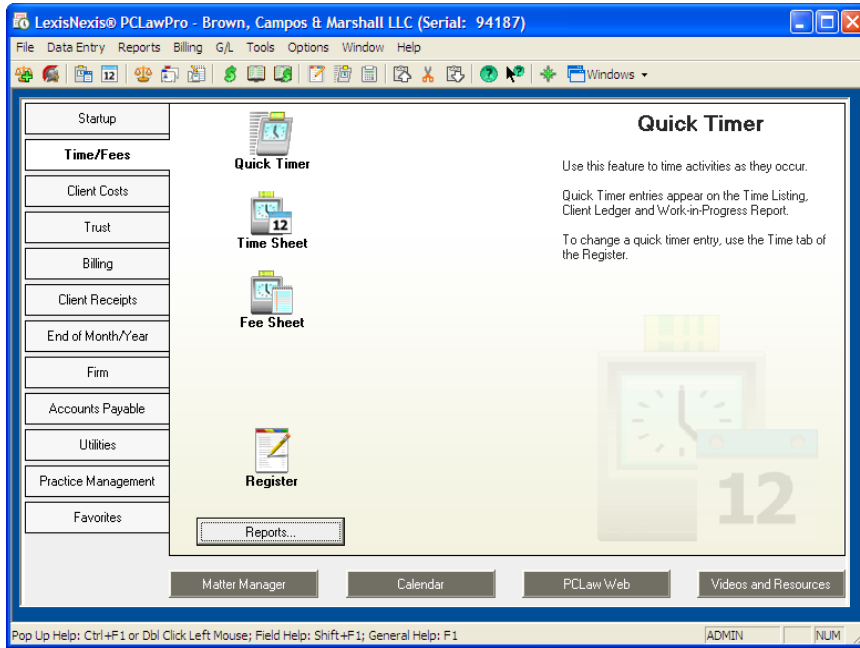 LexisNexis® PCLawPro - Brown, Campos & Marshall LLC (Serial: 94187)
File Data Entry Reports Billing G/L Tools Options Window Help
12 Windows
Startup
Time/Fees
Client Costs
Trust
Billing
Client Receipts
End of Month/Year
Firm
Accounts Payable
Utilities
Practice Management
Favorites
Quick Timer
12
Time Sheet
Fee Sheet
Register
Reports...
Quick Timer
Use this feature to time activities as they occur.
Quick Timer entries appear on the Time Listing,
Client Ledger and Work-in-Progress Report.
To change a quick timer entry, use the Time tab of
the Register.
12
Matter Manager Calendar PCLaw Web Videos and Resources
Pop Up Help: Ctrl+F1 or Dbl Click Left Mouse; Field Help: Shift+F1; General Help: F1 ADMIN NUM